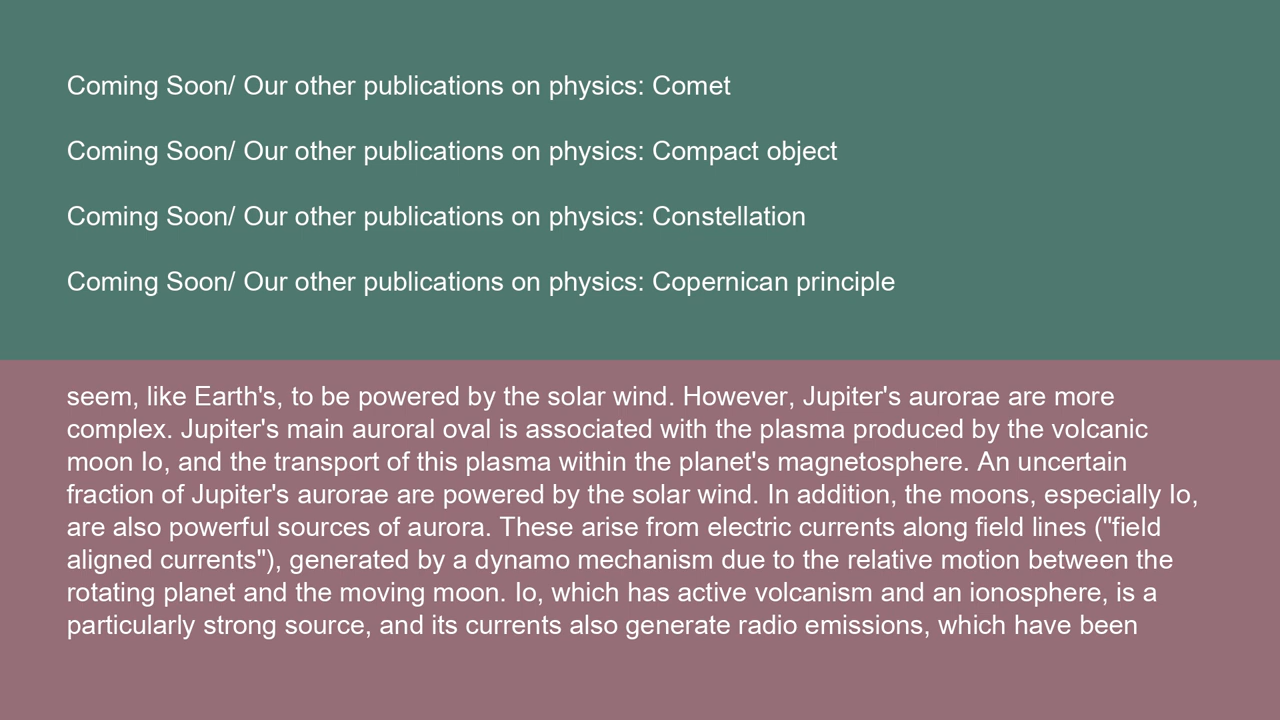 Coming Soon/ Our other publications on physics: Comet
Coming Soon/ Our other publications on physics: Compact object
Coming Soon/ Our other publications on physics: Constellation
Coming Soon/ Our other publications on physics: Copernican principle
seem, like Earth's, to be powered by the solar wind. However, Jupiter's aurorae are more
complex. Jupiter's main auroral oval is associated with the plasma produced by the volcanic
moon Io, and the transport of this plasma within the planet's magnetosphere. An uncertain
fraction of Jupiter's aurorae are powered by the solar wind. In addition, the moons, especially Io,
are also powerful sources of aurora. These arise from electric currents along field lines ("field
aligned currents"), generated by a dynamo mechanism due to the relative motion between the
rotating planet and the moving moon. Io, which has active volcanism and an ionosphere, is a
particularly strong source, and its currents also generate radio emissions, which have been